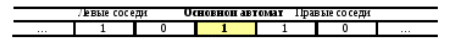 Левые соседи Основной автомат Правые соседи
... 1 0 1 1 0 ...